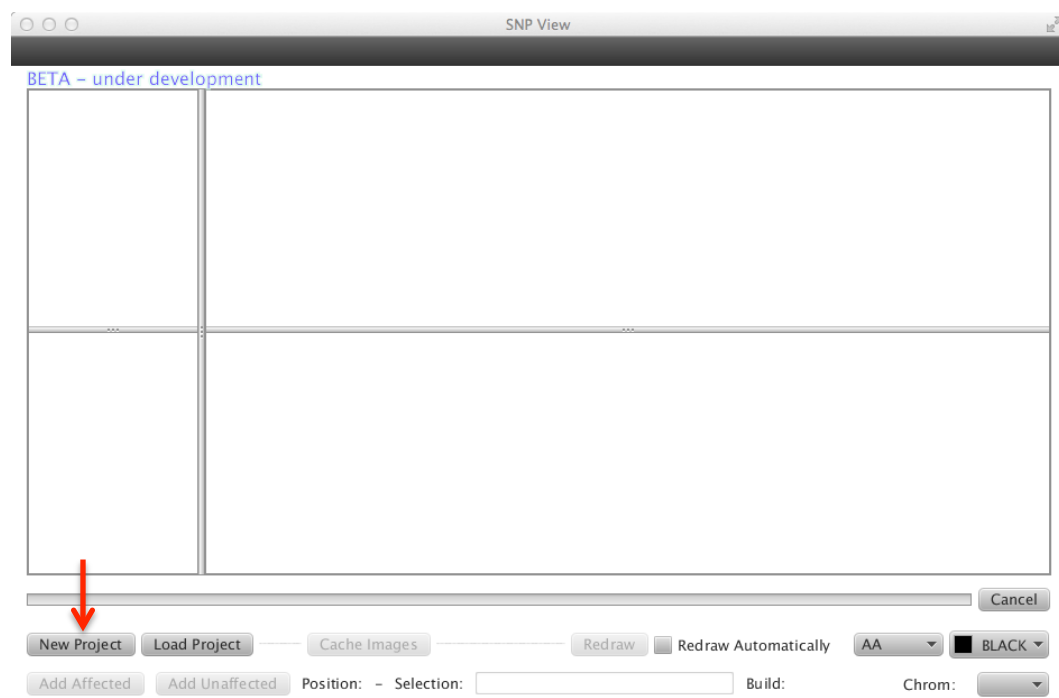 SNP View
BETA – under development
Cancel
New Project Load Project Cache Images Redraw Redraw Automatically AA BLACK
Add Affected Add Unaffected Position: – Selection: Build: Chrom: